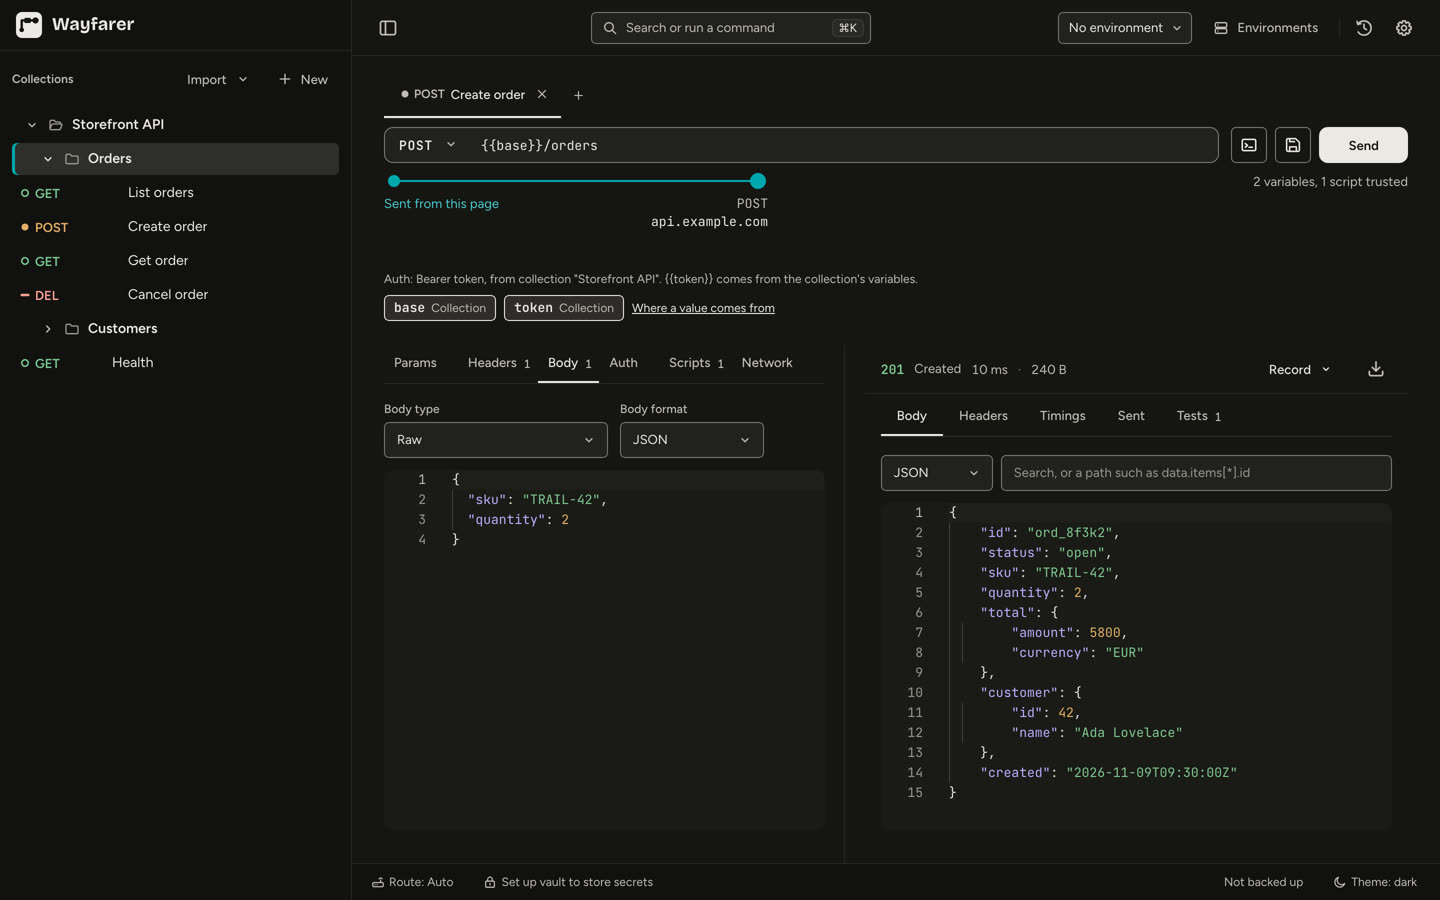 Wayfarer
Search or run a command ⌘K
No environment
Environments
Collections
Import
New
Storefront API
Orders
GET List orders
POST Create order
GET Get order
DEL Cancel order
Customers
GET Health
POST Create order
POST {{base}}/orders
Send
Sent from this page
POST
api.example.com
2 variables, 1 script trusted
Auth: Bearer token, from collection "Storefront API". {{token}} comes from the collection's variables.
base Collection token Collection Where a value comes from
Params Headers 1 Body 1 Auth Scripts 1 Network
Body type Body format
Raw JSON
1 {
2 "sku": "TRAIL-42",
3 "quantity": 2
4 }
201 Created 10 ms · 240 B
Record
Body Headers Timings Sent Tests 1
JSON Search, or a path such as data.items[*].id
1 {
2 "id": "ord_8f3k2",
3 "status": "open",
4 "sku": "TRAIL-42",
5 "quantity": 2,
6 "total": {
7 "amount": 5800,
8 "currency": "EUR"
9 },
10 "customer": {
11 "id": 42,
12 "name": "Ada Lovelace"
13 },
14 "created": "2026-11-09T09:30:00Z"
15 }
Route: Auto Set up vault to store secrets Not backed up Theme: dark